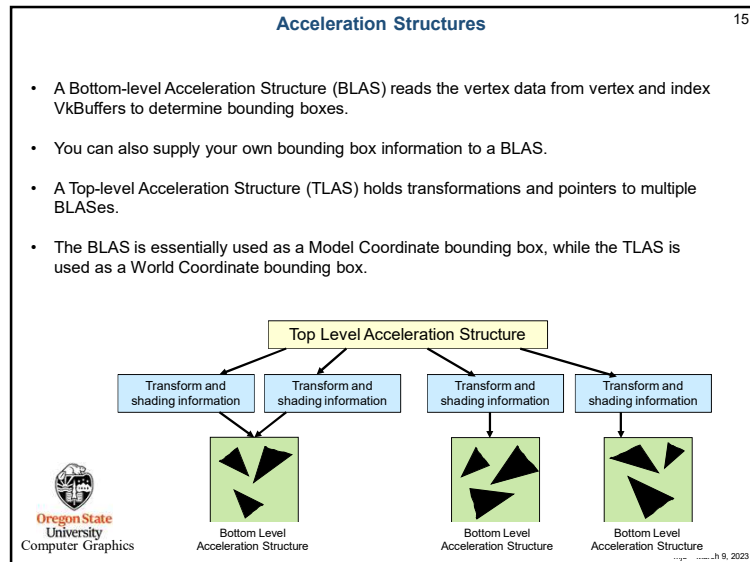 Acceleration Structures
15
• A Bottom-level Acceleration Structure (BLAS) reads the vertex data from vertex and index
VkBuffers to determine bounding boxes.
• You can also supply your own bounding box information to a BLAS.
• A Top-level Acceleration Structure (TLAS) holds transformations and pointers to multiple
BLASes.
• The BLAS is essentially used as a Model Coordinate bounding box, while the TLAS is
used as a World Coordinate bounding box.
Top Level Acceleration Structure
Transform and
shading information
Transform and
shading information
Transform and
shading information
Transform and
shading information
Bottom Level
Acceleration Structure
Bottom Level
Acceleration Structure
Bottom Level
Acceleration Structure
Oregon State
University
Computer Graphics
9, 2023